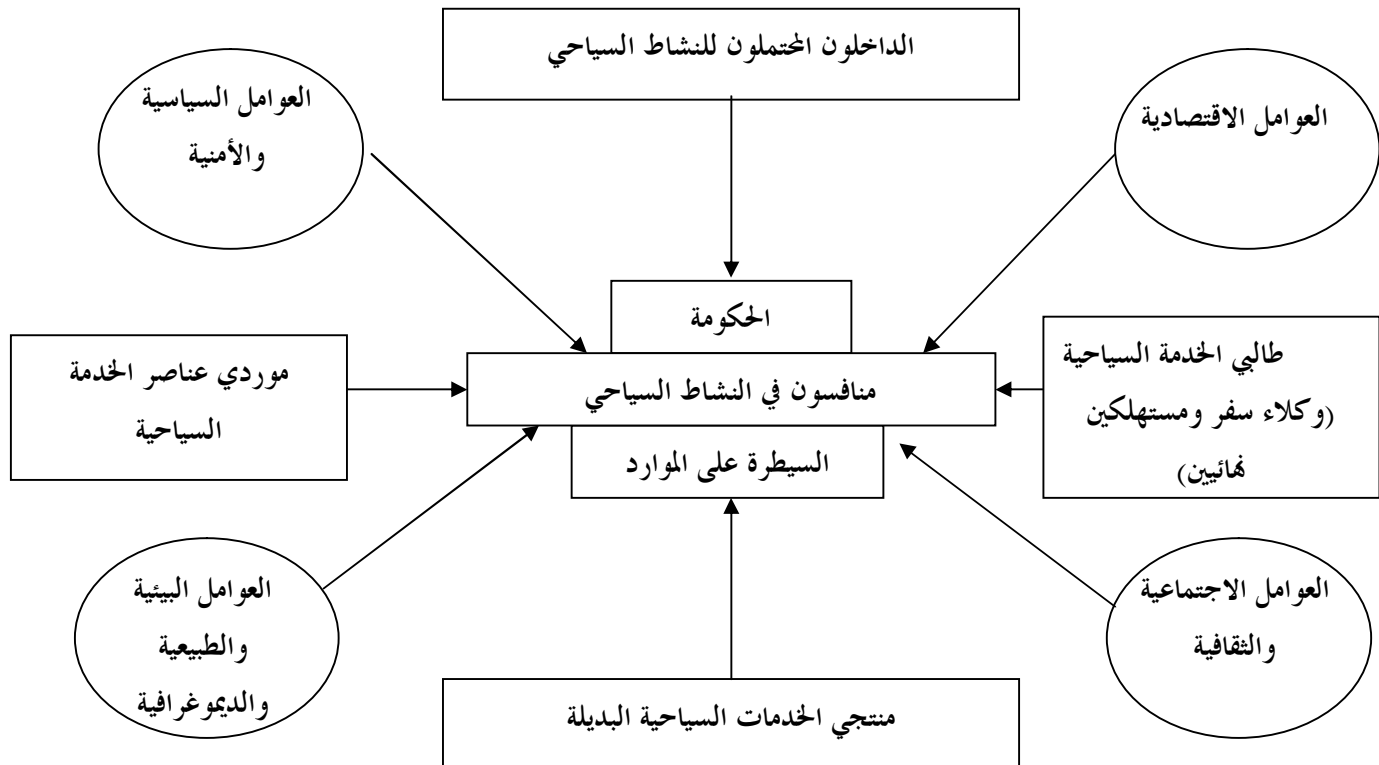 الداخلون المحتملون للنشاط السياحي
العوامل الاقتصادية
العوامل السياسية
والأمنية
الحكومة
طالبي الخدمة السياحية
(وكلاء سفر ومستهلكين
نهائيين)
منافسون في النشاط السياحي
موردي عناصر الخدمة
السياحية
السيطرة على الموارد
العوامل الاجتماعية
والثقافية
العوامل البيئية
والطبيعية
والديموغرافية
منتجي الخدمات السياحية البديلة